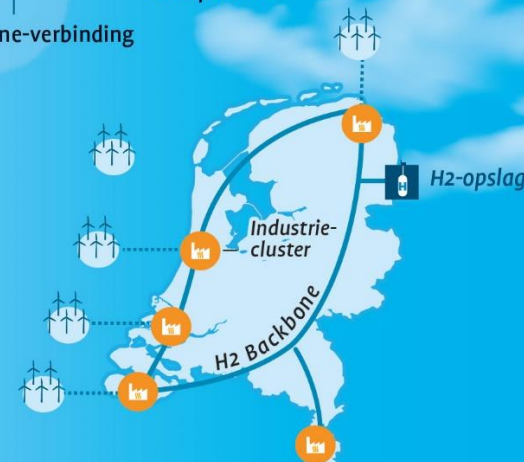 ne-verbinding
H2-opslag
Industrie-
cluster
H2 Backbone
H